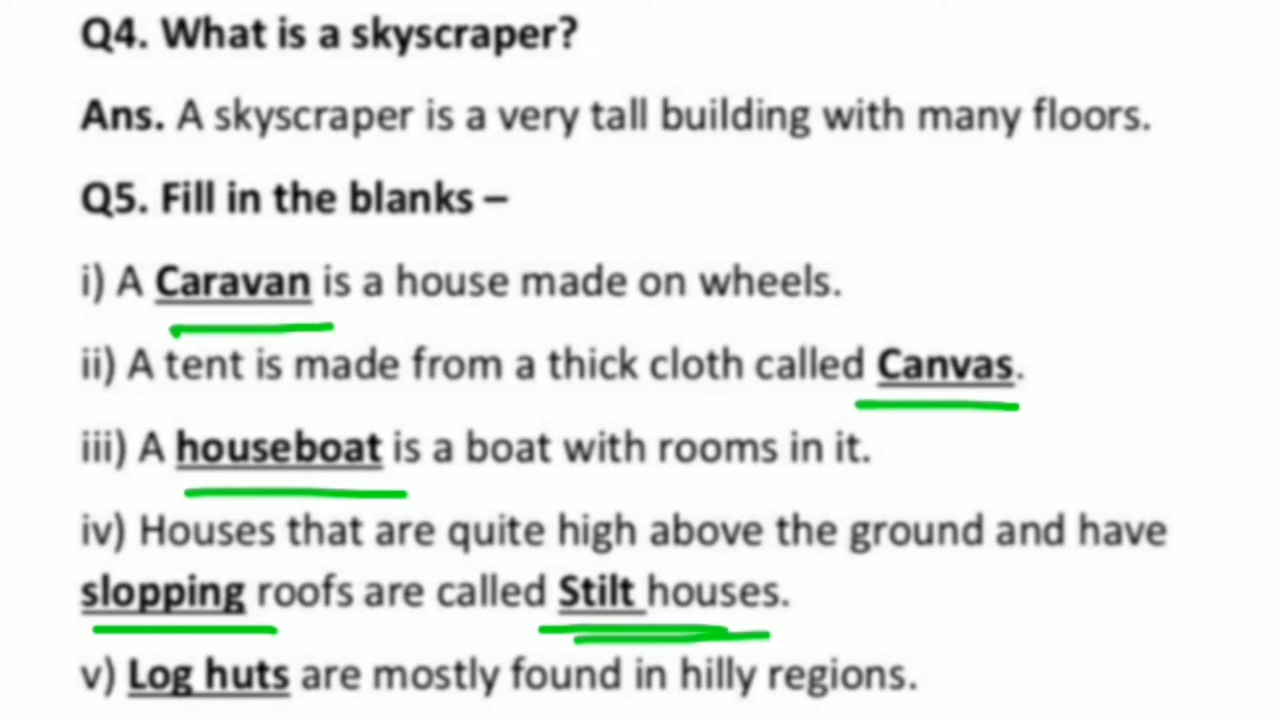 Q4. What is a skyscraper?
Ans. A skyscraper is a very tall building with many floors.
Q5. Fill in the blanks –
i) A Caravan is a house made on wheels.
ii) A tent is made from a thick cloth called Canvas.
iii) A houseboat is a boat with rooms in it.
iv) Houses that are quite high above the ground and have
slopping roofs are called Stilt houses.
v) Log huts are mostly found in hilly regions.